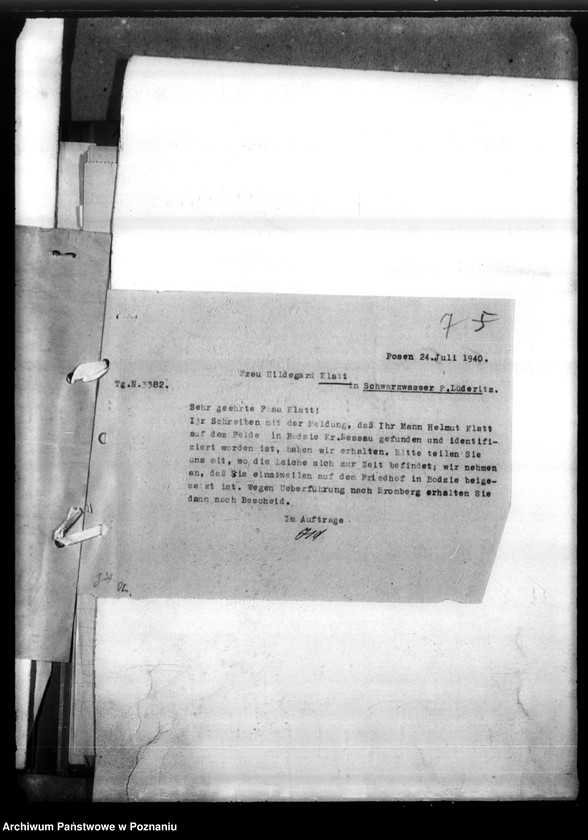 75
Posen 24.Juli 1940.
Frau Hildegard Klatt
Tg.N.3382.
in Schwarzwasser P.Lüderitz.
Sehr geehrte Frau Klatt!
Ihr Schreiben mit der Meldung, daß Ihr Mann Helmut Klatt
auf dem Felde in Bodzie Kr.Nessau gefunden und identifi-
ziert worden ist, haben wir erhalten. Bitte teilen Sie
uns mit, wo die Leiche sich zur Zeit befindet; wir nehmen
an, daß Sie einstweilen auf den Friedhof in Bodzie beige-
setzt ist. Wegen Ueberführung nach Bromberg erhalten Sie
dann noch Bescheid.
Im Auftrage
Archiwum Państwowe w Poznaniu